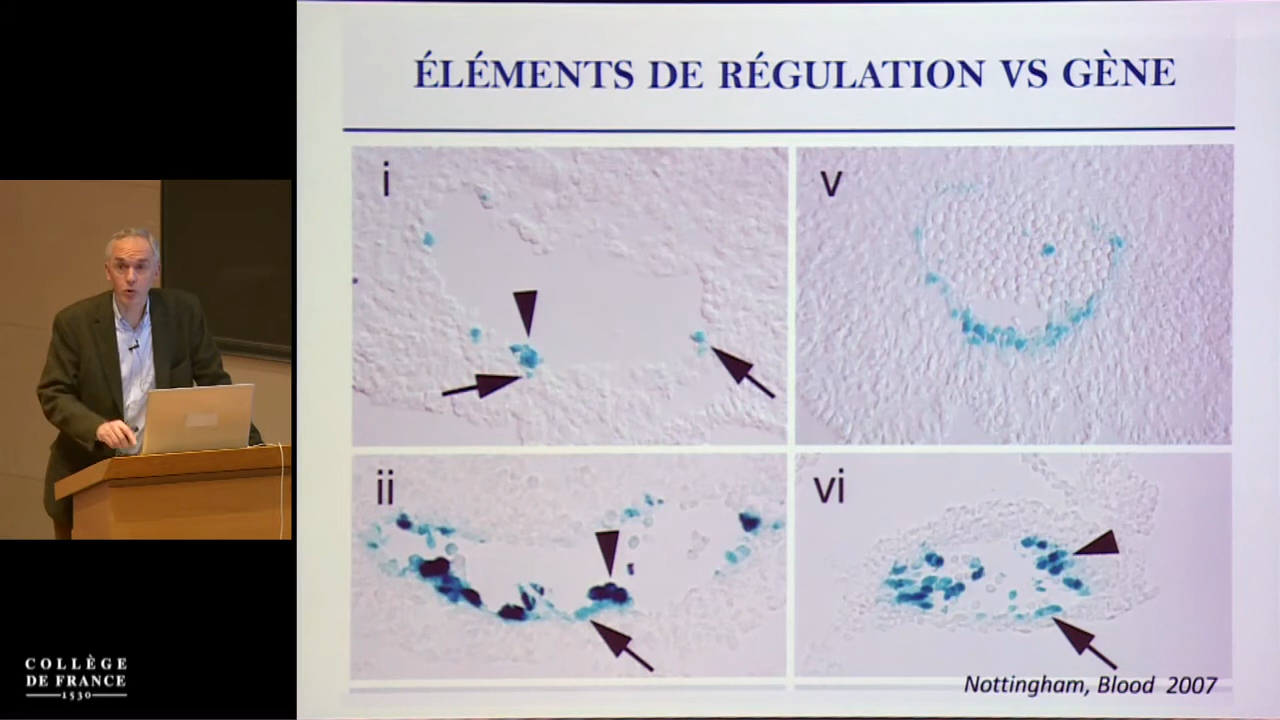 ÉLÉMENTS DE RÉGULATION VS GÈNE
i
v
ii
vi
Nottingham, Blood 2007
COLLÈGE
DE FRANCE
1530